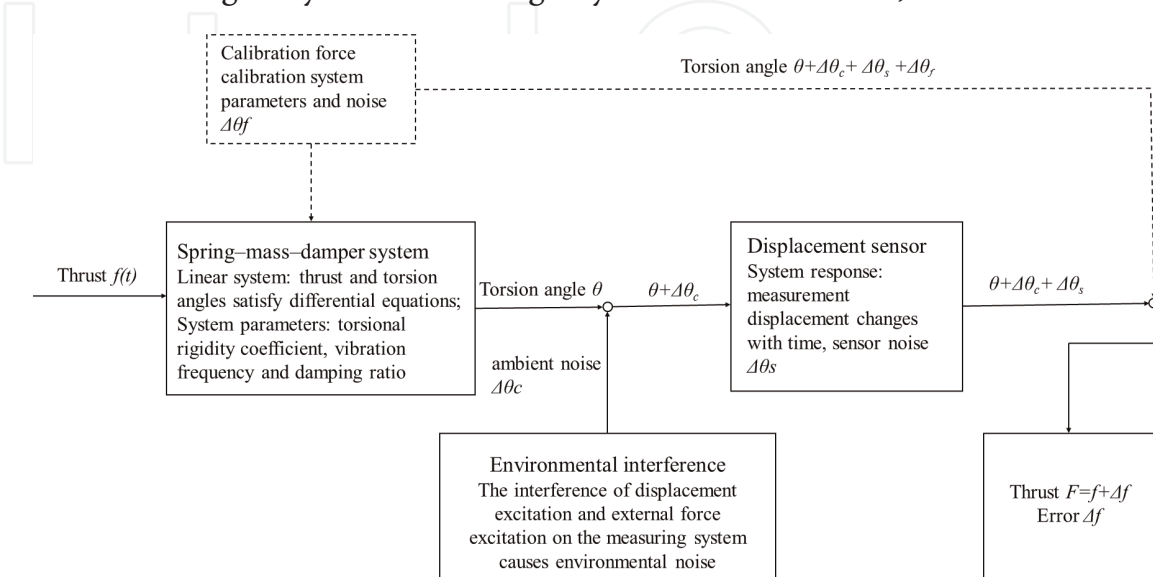 Calibration force
calibration system
parameters and noise
Δθf
Torsion angle θ+Δθc+ Δθs +Δθf
Thrust f(t)
Spring–mass–damper system
Linear system: thrust and torsion
angles satisfy differential equations;
System parameters: torsional
rigidity coefficient, vibration
frequency and damping ratio
Torsion angle θ
θ+Δθc
ambient noise
Δθc
Displacement sensor
System response:
measurement
displacement changes
with time, sensor noise
Δθs
θ+Δθc+ Δθs
Environmental interference
The interference of displacement
excitation and external force
excitation on the measuring system
causes environmental noise
Thrust F=f+Δf
Error Δf